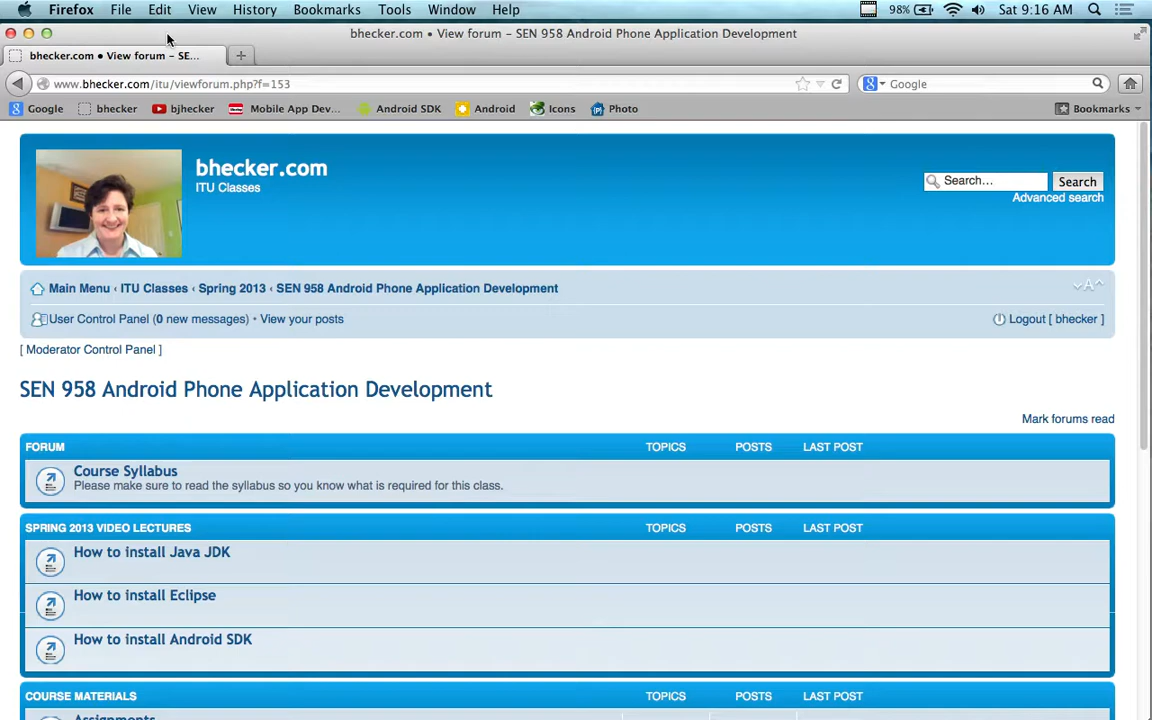 Firefox File Edit View History Bookmarks Tools Window Help 98% Sat 9:16 AM
bhecker.com • View forum – SEN 958 Android Phone Application Development
bhecker.com • View forum – SE...
www.bhecker.com/itu/viewforum.php?f=153 Google
Google bhecker bjhecker Mobile App Dev... Android SDK Android Icons Photo Bookmarks
bhecker.com
ITU Classes
Search... Search
Advanced search
Main Menu ‹ ITU Classes ‹ Spring 2013 ‹ SEN 958 Android Phone Application Development
User Control Panel (0 new messages) • View your posts Logout [ bhecker ]
[ Moderator Control Panel ]
SEN 958 Android Phone Application Development
Mark forums read
FORUM TOPICS POSTS LAST POST
Course Syllabus
Please make sure to read the syllabus so you know what is required for this class.
SPRING 2013 VIDEO LECTURES TOPICS POSTS LAST POST
How to install Java JDK
How to install Eclipse
How to install Android SDK
COURSE MATERIALS TOPICS POSTS LAST POST
Assignments